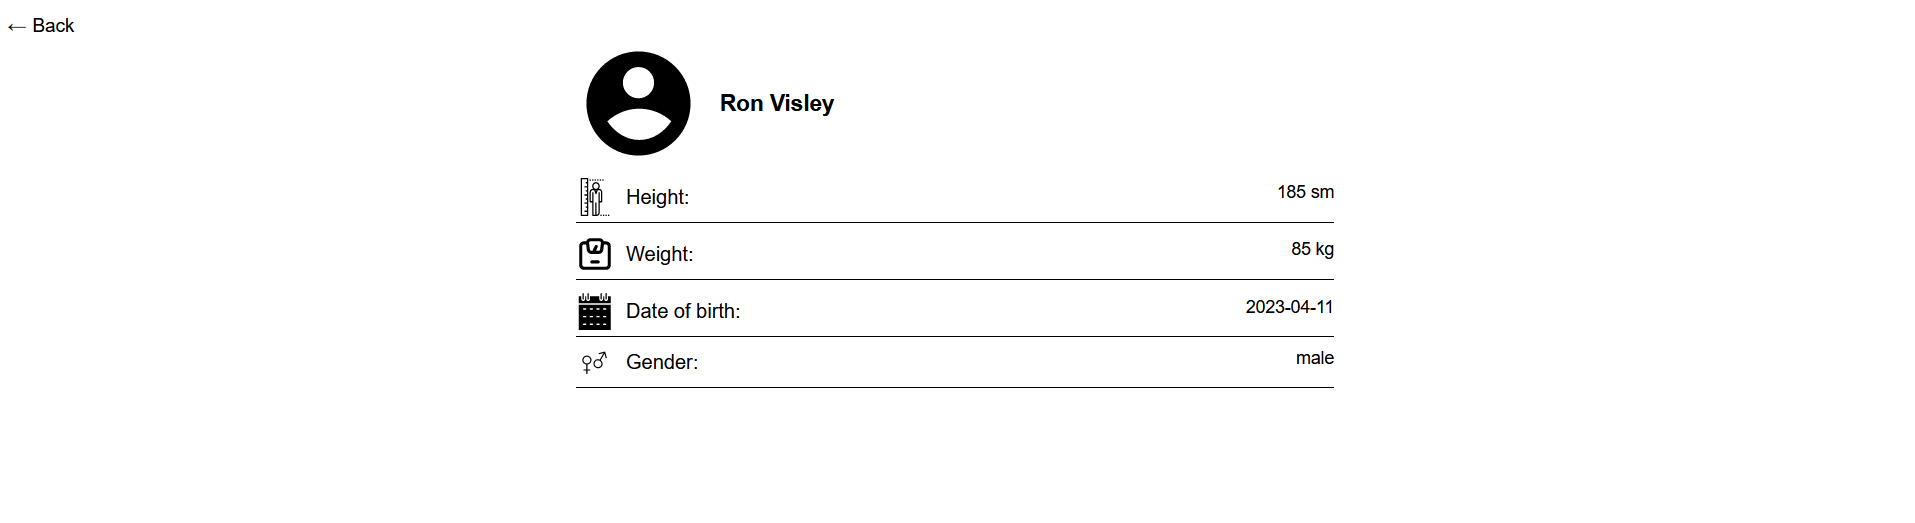 ← Back
Ron Visley
Height: 185 sm
Weight: 85 kg
Date of birth: 2023-04-11
Gender: male